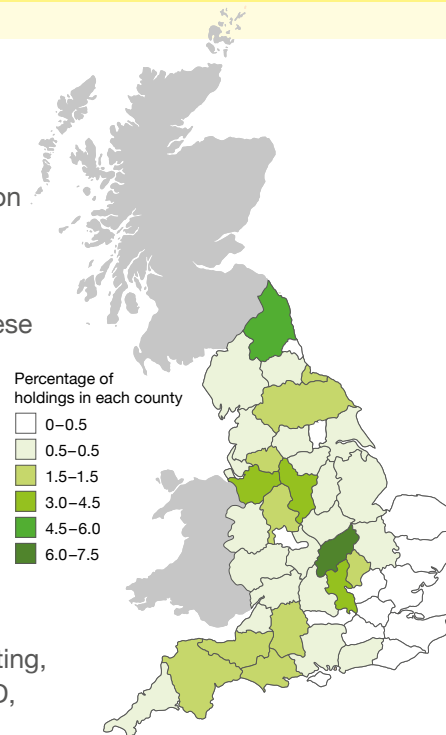 on
ese
Percentage of
holdings in each county
0–0.5
0.5–0.5
1.5–1.5
3.0–4.5
4.5–6.0
6.0–7.5
ting,
D,